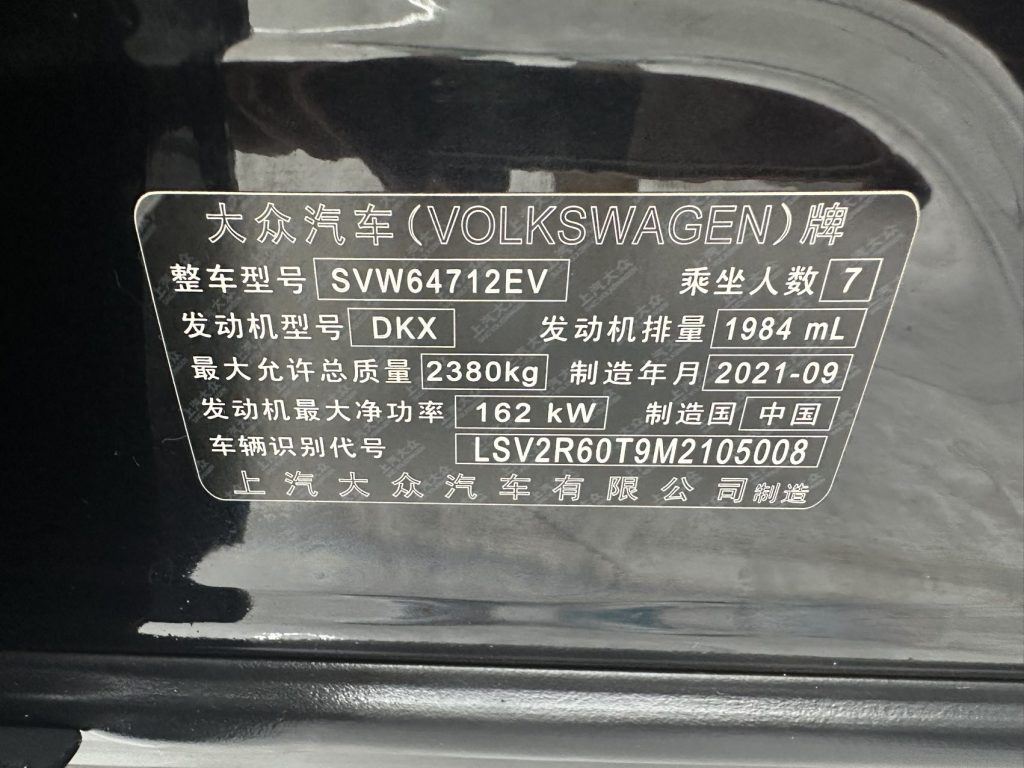 大众汽车(VOLKSWAGEN)牌
整车型号 SVW64712EV 乘坐人数 7
发动机型号 DKX 发动机排量 1984 mL
最大允许总质量 2380kg 制造年月 2021-09
发动机最大净功率 162 kW 制造国 中国
车辆识别代号 LSV2R60T9M2105008
上汽大众汽车有限公司制造